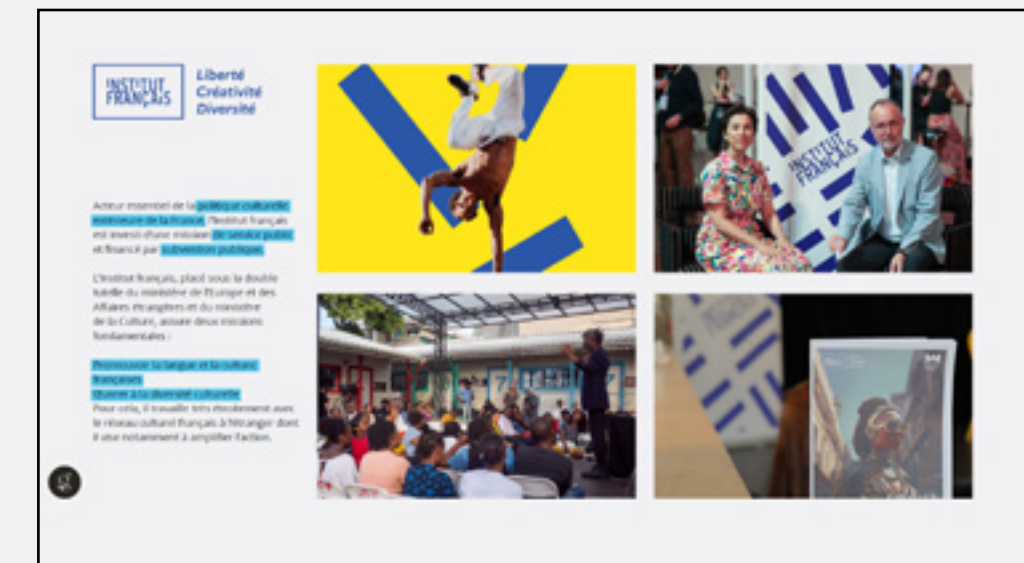 INSTITUT
FRANÇAIS
Liberté
Créativité
Diversité
Acteur essentiel de la politique culturelle
extérieure de la France, l'Institut français
est investi d'une mission de service public
et financé par subvention publique.
L'Institut français, placé sous la double
tutelle du ministère de l'Europe et des
Affaires étrangères et du ministère
de la Culture, assure deux missions
fondamentales :
Promouvoir la langue et la culture
françaises
Œuvrer à la diversité culturelle
Pour cela, il travaille très étroitement avec
le réseau culturel français à l'étranger dont
il vise notamment à amplifier l'action.
INSTITUT
FRANÇAIS